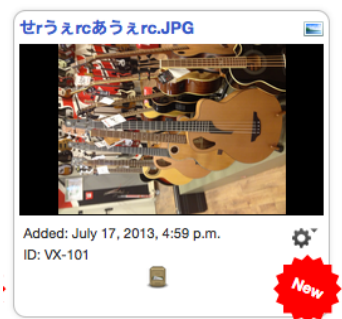 せrうぇrcあうぇrc.JPG
Added: July 17, 2013, 4:59 p.m.
ID: VX-101
New